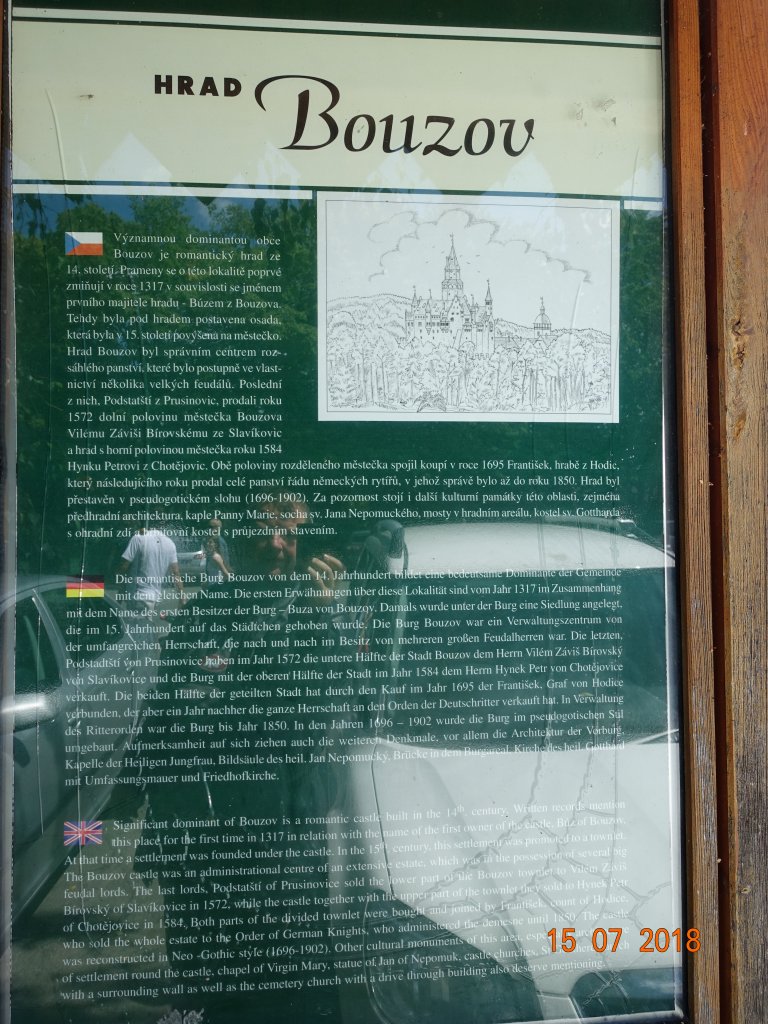 HRAD
Bouzov
Významnou dominantou obce
Bouzov je romantický hrad ze
14. století. Prameny se o této lokalitě poprvé
zmiňují v roce 1317 v souvislosti se jménem
prvního majitele hradu - Búzem z Bouzova.
Tehdy byla pod hradem postavena osada,
která byla v 15. století povýšena na městečko.
Hrad Bouzov byl správním centrem roz-
sáhlého panství, které bylo postupně ve vlast-
nictví několika velkých feudálů. Poslední
z nich, Podstatští z Prusinovic, prodali roku
1572 dolní polovinu městečka Bouzova
Vilému Záviši Bírovskému ze Slavíkovic
a hrad s horní polovinou městečka roku 1584
Hynku Petrovi z Chotějovic. Obě poloviny rozděleného městečka spojil koupí v roce 1695 František, hrabě z Hodic,
který následujícího roku prodal celé panství řádu německých rytířů, v jehož správě bylo až do roku 1850. Hrad byl
přestavěn v pseudogotickém slohu (1696-1902). Za pozornost stojí i další kulturní památky této oblasti, zejména
předhradní architektura, kaple Panny Marie, socha sv. Jana Nepomuckého, mosty v hradním areálu, kostel sv. Gottharda
s ohradní zdí a hřbitovní kostel s průjezdním stavením.
Die romantische Burg Bouzov von dem 14. Jahrhundert bildet eine bedeutsame Dominante der Gemeinde
mit dem gleichen Name. Die ersten Erwähnungen über diese Lokalität sind vom Jahr 1317 im Zusammenhang
mit dem Name des ersten Besitzer der Burg – Buza von Bouzov. Damals wurde unter der Burg eine Siedlung angelegt,
die im 15. Jahrhundert auf das Städtchen gehoben wurde. Die Burg Bouzov war ein Verwaltungszentrum von
der umfangreichen Herrschaft, die nach und nach im Besitz von mehreren großen Feudalherren war. Die letzten,
Podstadtští von Prusinovice haben im Jahr 1572 die untere Hälfte der Stadt Bouzov dem Herrn Vilém Záviš Bírovský
von Slavíkovice und die Burg mit der oberen Hälfte der Stadt im Jahr 1584 dem Herrn Hynek Petr von Chotějovice
verkauft. Die beiden Hälfte der geteilten Stadt hat durch den Kauf im Jahr 1695 der František, Graf von Hodice
verbunden, der aber ein Jahr nachher die ganze Herrschaft an den Orden der Deutschritter verkauft hat. In Verwaltung
des Ritterorden war die Burg bis Jahr 1850. In den Jahren 1696 – 1902 wurde die Burg im pseudogotischen Stil
umgebaut. Aufmerksamheit auf sich ziehen auch die weiteren Denkmale, vor allem die Architektur der Vorburg,
Kapelle der Heiligen Jungfrau, Bildsäule des heil. Jan Nepomucký, Brücke in dem Burgareal, Kirche des heil. Gotthard
mit Umfassungsmauer und Friedhofkirche.
Significant dominant of Bouzov is a romantic castle built in the 14th. century. Written records mention
this place for the first time in 1317 in relation with the name of the first owner of the castle, Búz of Bouzov.
At that time a settlement was founded under the castle. In the 15th. century, this settlement was promoted to a townlet.
The Bouzov castle was an administrational centre of an extensive estate, which was in the possession of several big
feudal lords. The last lords, Podstatští of Prusinovice sold the lower part of the Bouzov townlet to Vilém Záviš
Bírovský of Slavíkovice in 1572, while the castle together with the upper part of the townlet they sold to Hynek Petr
of Chotějovice in 1584. Both parts of the divided townlet were bought and joined by František, count of Hodice,
who sold the whole estate to the Order of German Knights, who administered the demesne until 1850. The castle
was reconstructed in Neo -Gothic style (1696-1902). Other cultural monuments of this area,
of settlement round the castle, chapel of Virgin Mary, statue of Jan of Nepomuk, castle churches,
with a surrounding wall as well as the cemetery church with a drive through building also deserve mentioning.
15 07 2018